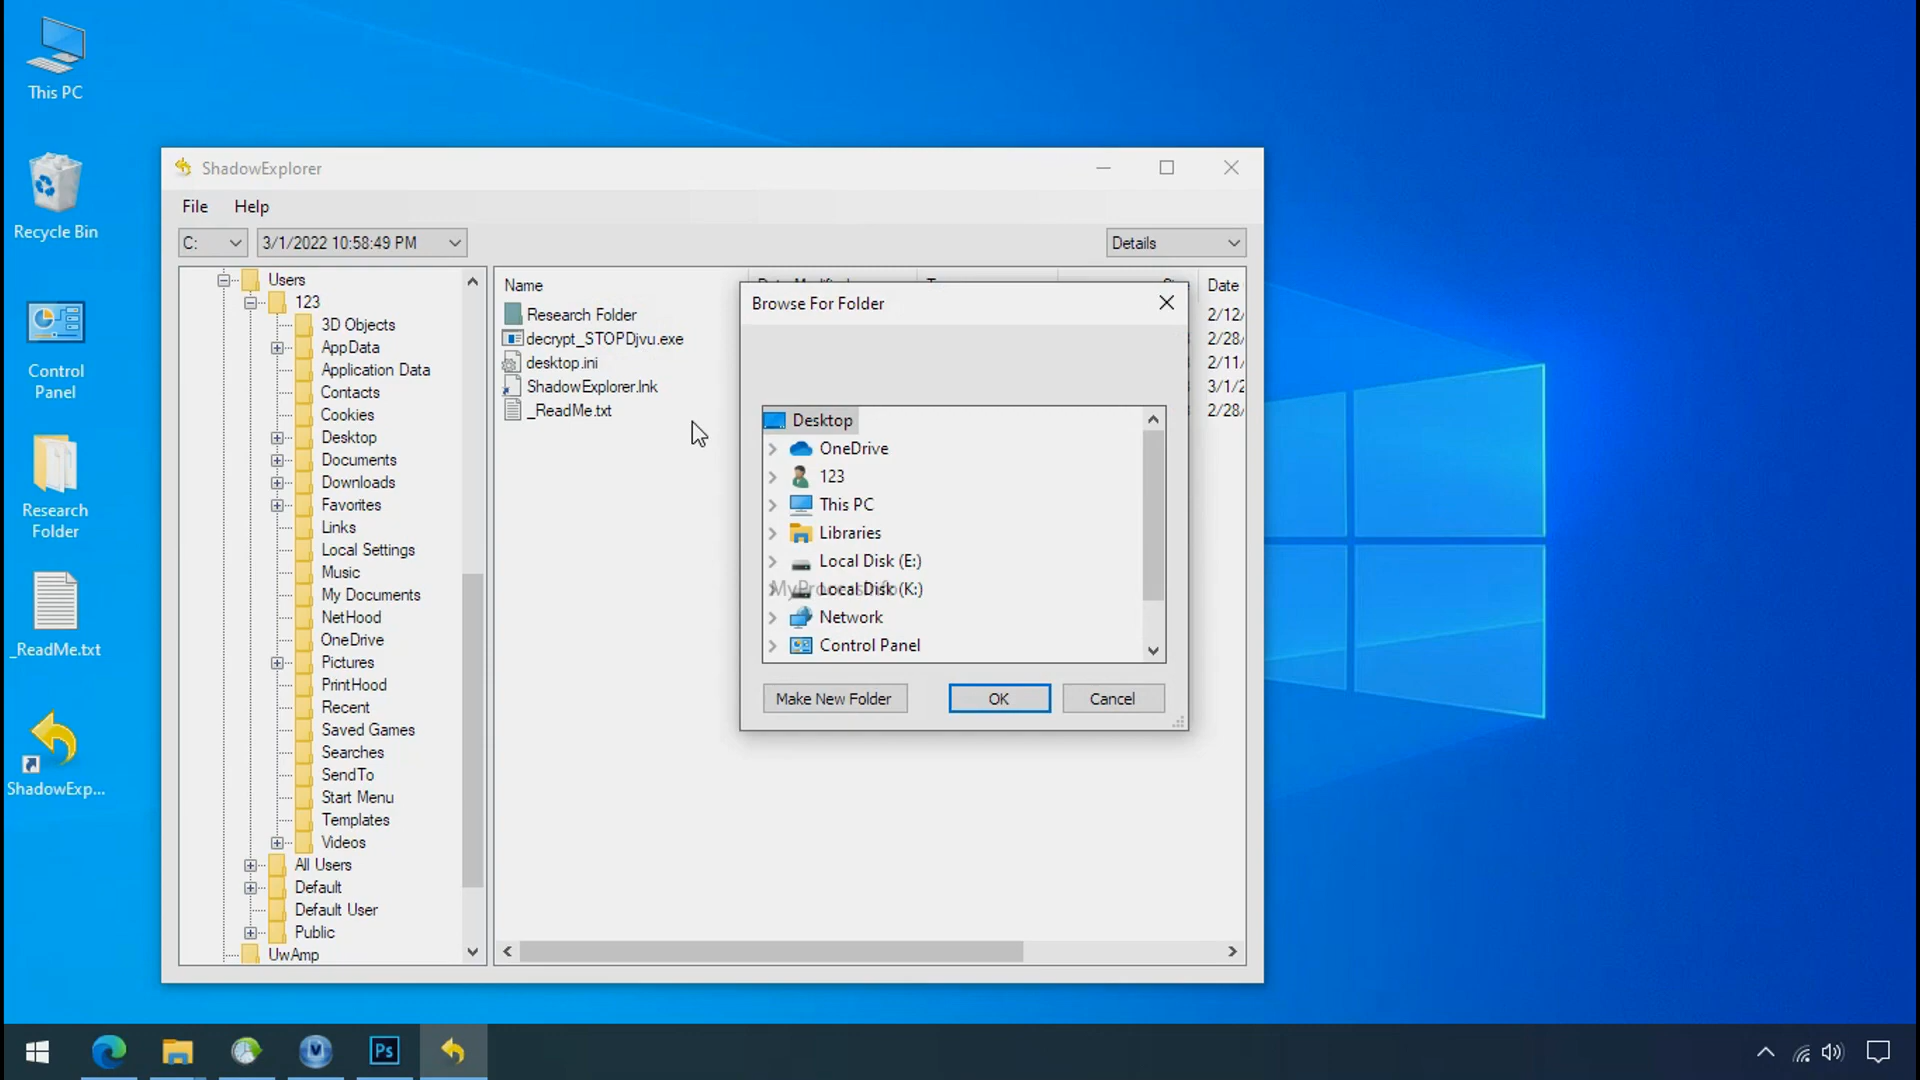 This PC
Recycle Bin
Control
Panel
Research
Folder
_ReadMe.txt
ShadowExp...
ShadowExplorer
File Help
C: 3/1/2022 10:58:49 PM Details
Users
123
3D Objects
AppData
Application Data
Contacts
Cookies
Desktop
Documents
Downloads
Favorites
Links
Local Settings
Music
My Documents
NetHood
OneDrive
Pictures
PrintHood
Recent
Saved Games
Searches
SendTo
Start Menu
Templates
Videos
All Users
Default
Default User
Public
UwAmp
Name Date
Research Folder 2/12/
decrypt_STOPDjvu.exe 2/28/
desktop.ini 2/11/
ShadowExplorer.lnk 3/1/2
_ReadMe.txt 2/28/
Browse For Folder
Desktop
OneDrive
123
This PC
Libraries
Local Disk (E:)
Local Disk (K:)
Network
Control Panel
Make New Folder OK Cancel
Ps